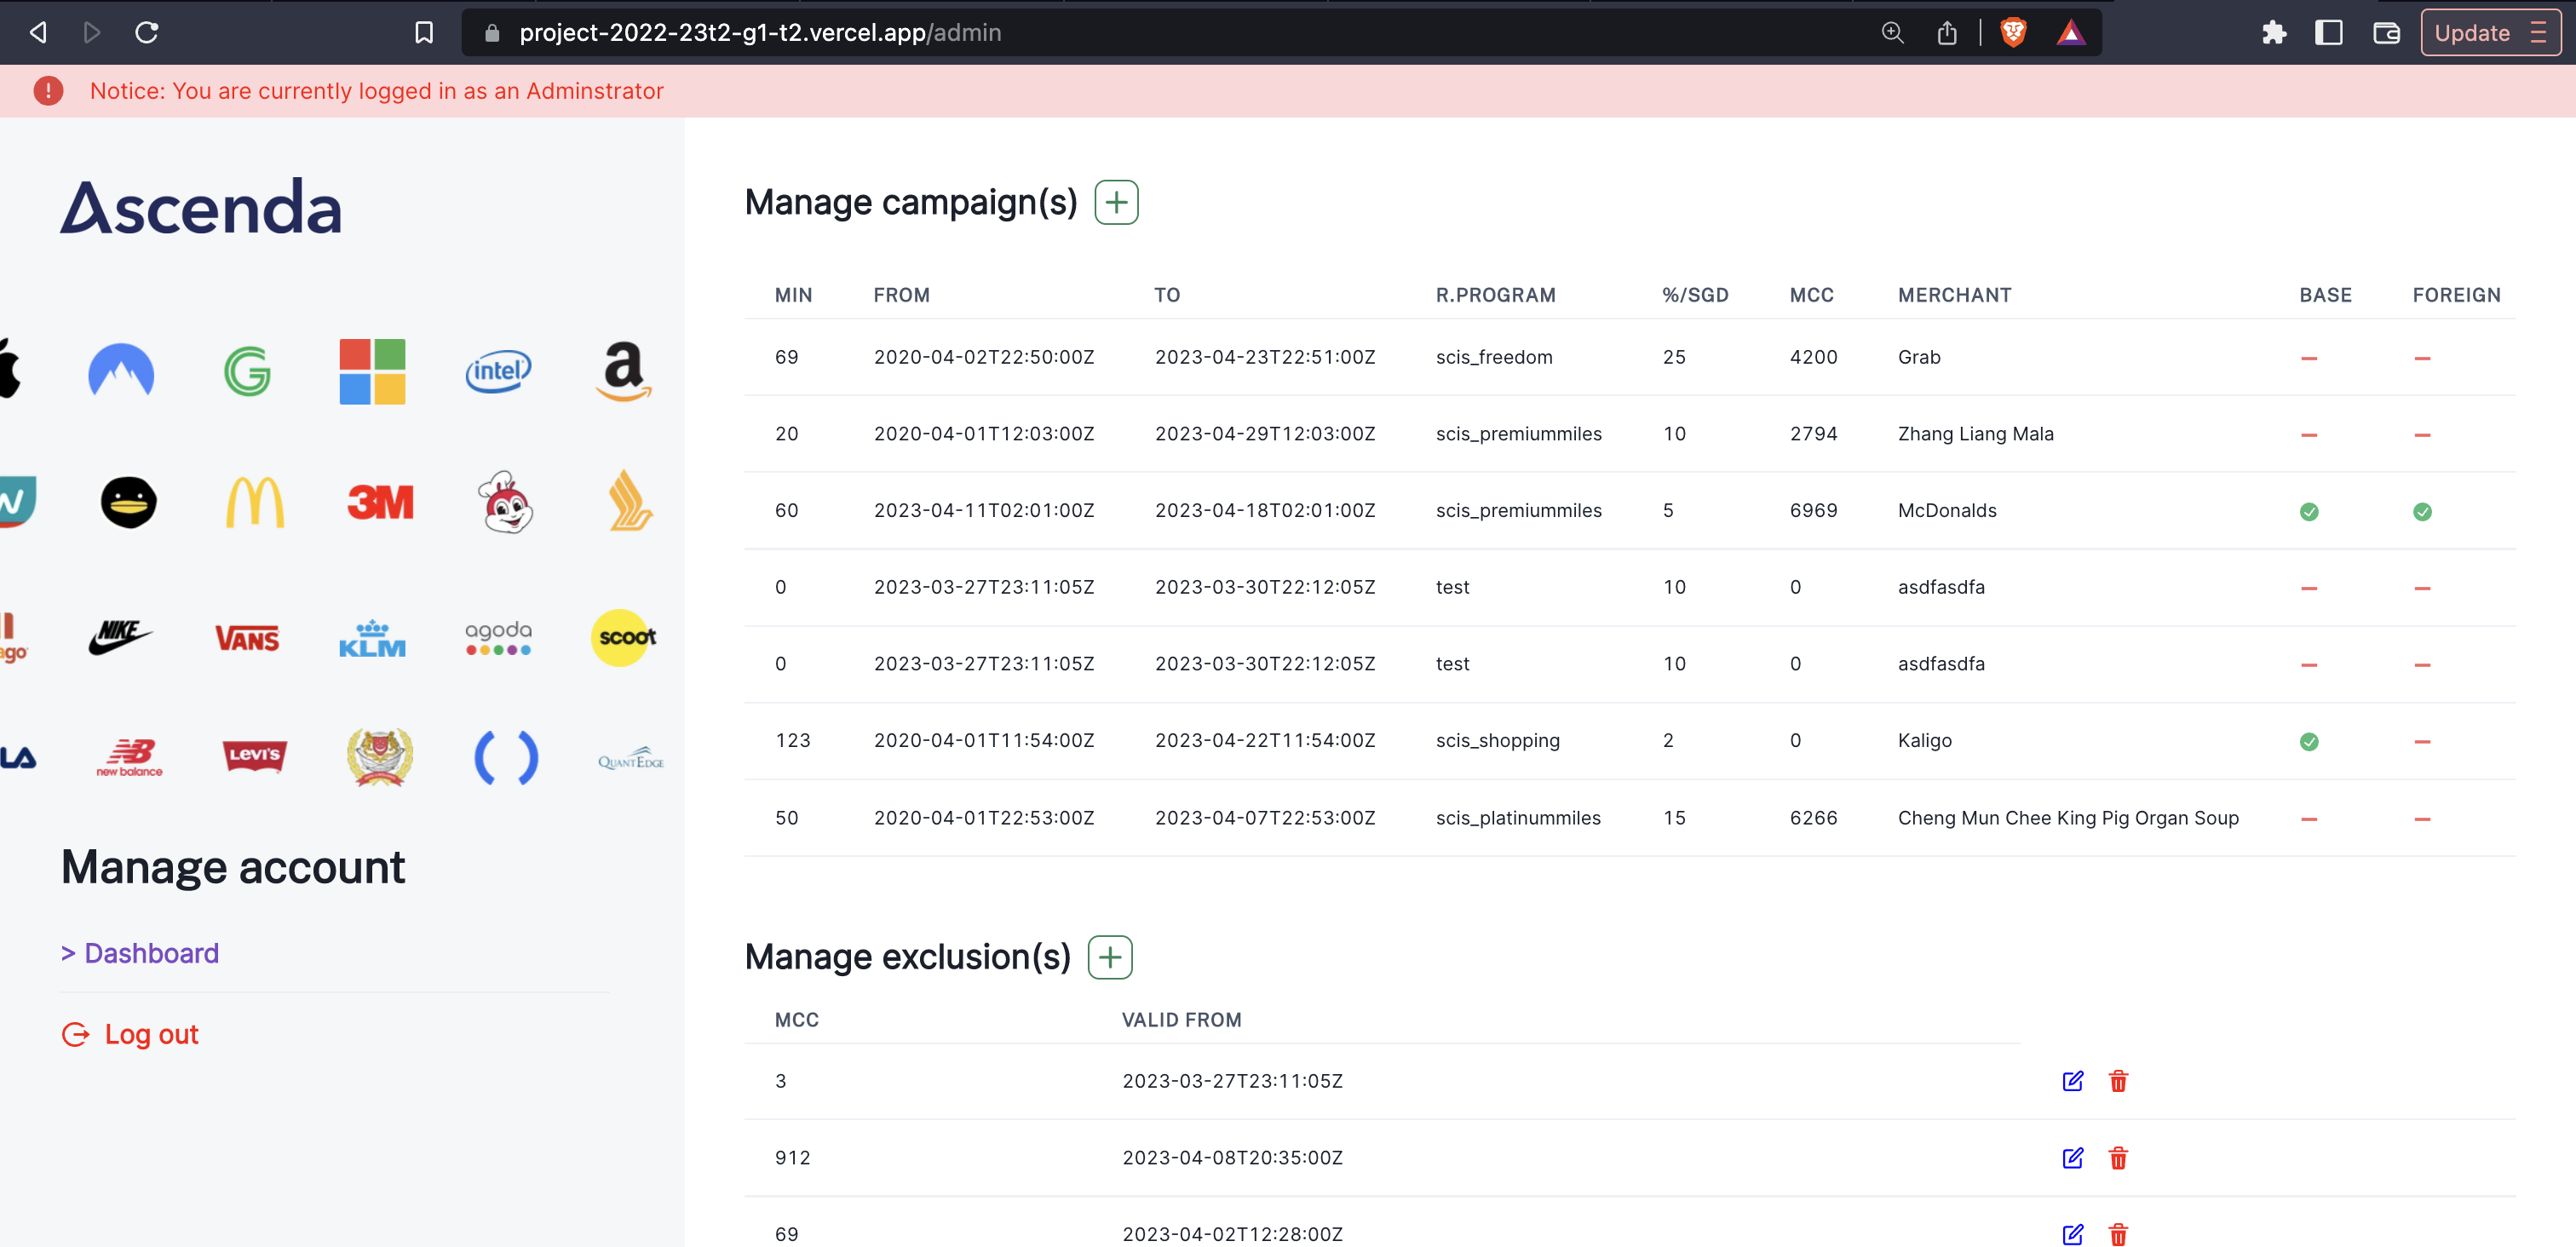 project-2022-23t2-g1-t2.vercel.app/admin
Update
Notice: You are currently logged in as an Adminstrator
Ascenda
intel
a
3M
NIKE
VANS
KLM
agoda
scoot
ago
LA
new balance
LEVI'S
QUANTEDGE
Manage account
> Dashboard
Log out
Manage campaign(s)
MIN FROM TO R.PROGRAM %/SGD MCC MERCHANT BASE FOREIGN
69 2020-04-02T22:50:00Z 2023-04-23T22:51:00Z scis_freedom 25 4200 Grab
20 2020-04-01T12:03:00Z 2023-04-29T12:03:00Z scis_premiummiles 10 2794 Zhang Liang Mala
60 2023-04-11T02:01:00Z 2023-04-18T02:01:00Z scis_premiummiles 5 6969 McDonalds
0 2023-03-27T23:11:05Z 2023-03-30T22:12:05Z test 10 0 asdfasdfa
0 2023-03-27T23:11:05Z 2023-03-30T22:12:05Z test 10 0 asdfasdfa
123 2020-04-01T11:54:00Z 2023-04-22T11:54:00Z scis_shopping 2 0 Kaligo
50 2020-04-01T22:53:00Z 2023-04-07T22:53:00Z scis_platinummiles 15 6266 Cheng Mun Chee King Pig Organ Soup
Manage exclusion(s)
MCC VALID FROM
3 2023-03-27T23:11:05Z
912 2023-04-08T20:35:00Z
69 2023-04-02T12:28:00Z